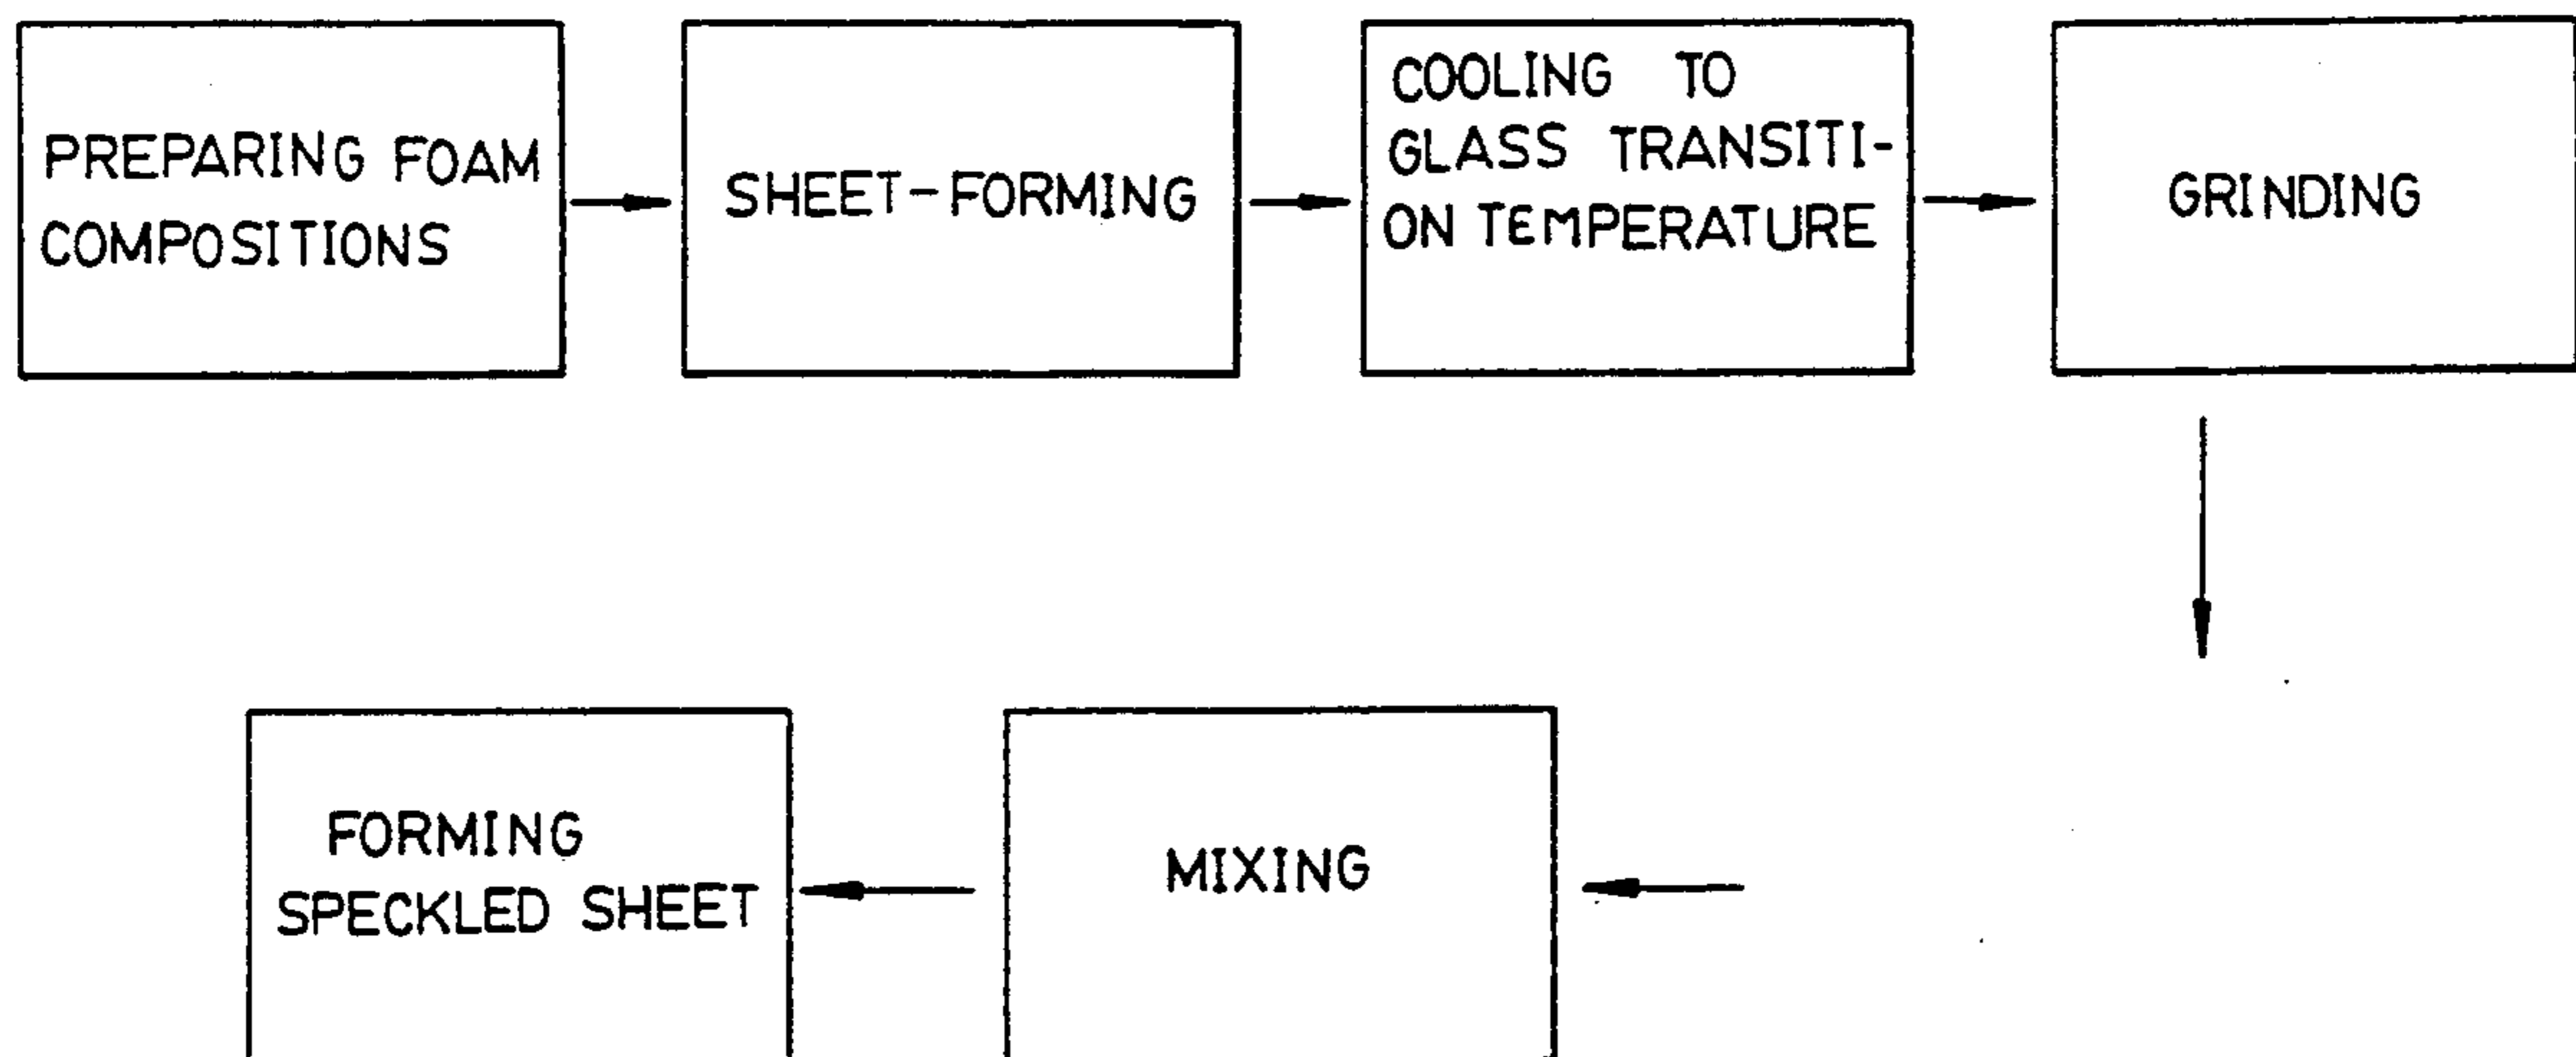 PREPARING FOAM
COMPOSITIONS
SHEET-FORMING
COOLING TO
GLASS TRANSITI-
ON TEMPERATURE
GRINDING
FORMING
SPECKLED SHEET
MIXING